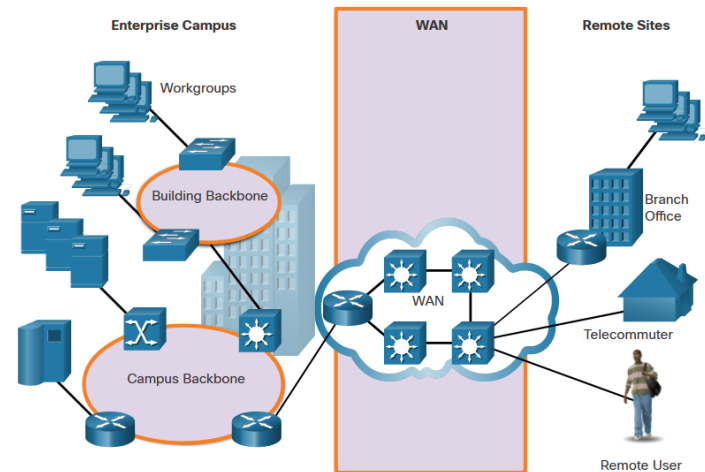 Enterprise Campus
WAN
Remote Sites
Workgroups
Building Backbone
Branch
Office
WAN
Telecommuter
Campus Backbone
Remote User